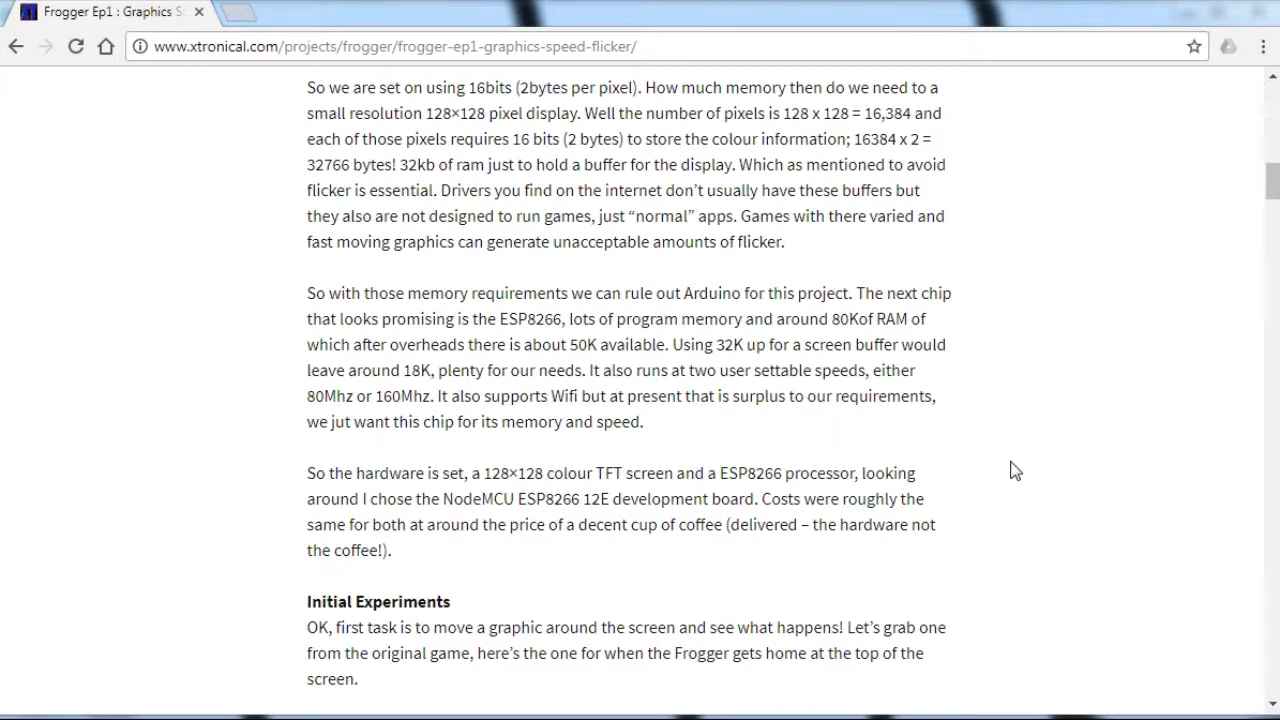 Frogger Ep1 : Graphics S
www.xtronical.com/projects/frogger/frogger-ep1-graphics-speed-flicker/
So we are set on using 16bits (2bytes per pixel). How much memory then do we need to a
small resolution 128×128 pixel display. Well the number of pixels is 128 x 128 = 16,384 and
each of those pixels requires 16 bits (2 bytes) to store the colour information; 16384 x 2 =
32766 bytes! 32kb of ram just to hold a buffer for the display. Which as mentioned to avoid
flicker is essential. Drivers you find on the internet don’t usually have these buffers but
they also are not designed to run games, just “normal” apps. Games with there varied and
fast moving graphics can generate unacceptable amounts of flicker.
So with those memory requirements we can rule out Arduino for this project. The next chip
that looks promising is the ESP8266, lots of program memory and around 80Kof RAM of
which after overheads there is about 50K available. Using 32K up for a screen buffer would
leave around 18K, plenty for our needs. It also runs at two user settable speeds, either
80Mhz or 160Mhz. It also supports Wifi but at present that is surplus to our requirements,
we jut want this chip for its memory and speed.
So the hardware is set, a 128×128 colour TFT screen and a ESP8266 processor, looking
around I chose the NodeMCU ESP8266 12E development board. Costs were roughly the
same for both at around the price of a decent cup of coffee (delivered – the hardware not
the coffee!).
Initial Experiments
OK, first task is to move a graphic around the screen and see what happens! Let’s grab one
from the original game, here’s the one for when the Frogger gets home at the top of the
screen.